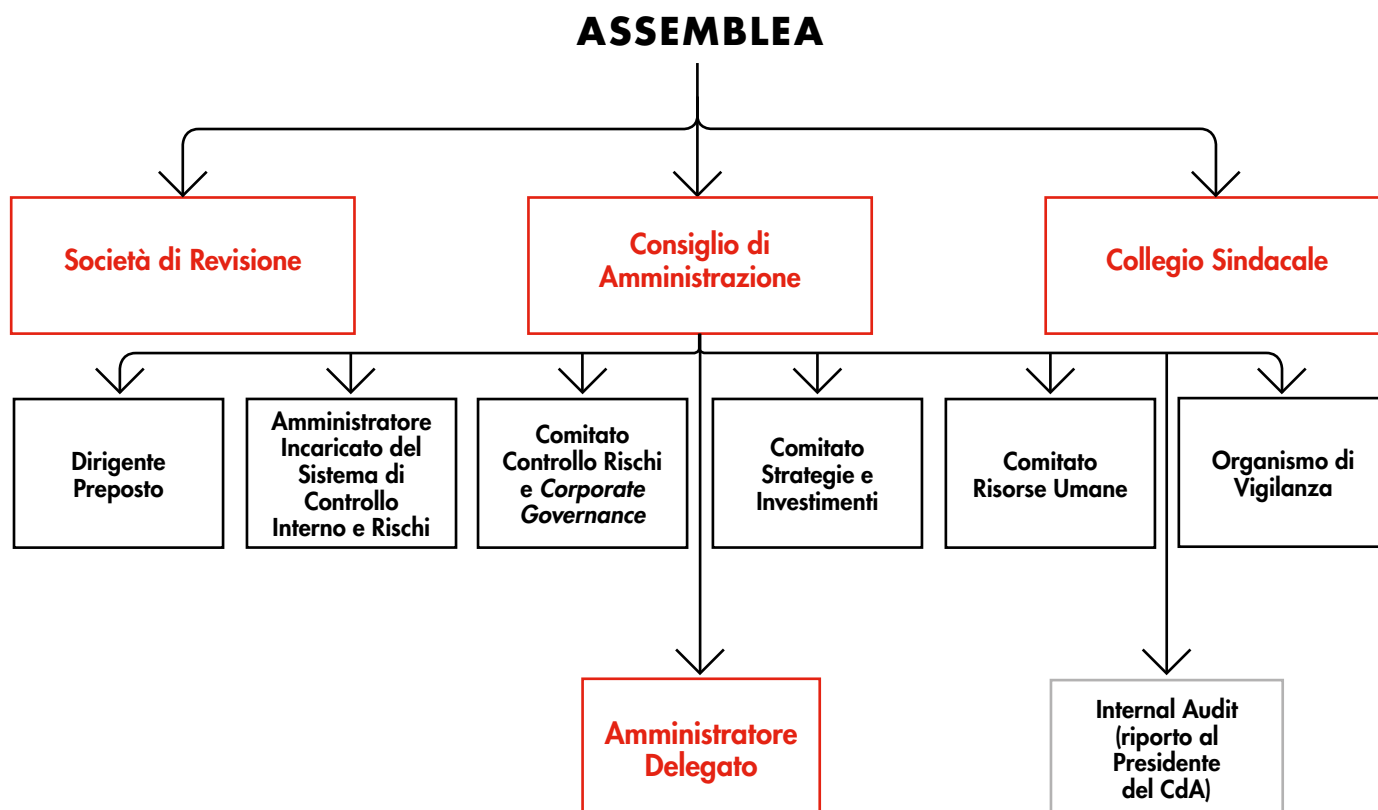 ASSEMBLEA
Società di Revisione
Consiglio di
Amministrazione
Collegio Sindacale
Dirigente
Preposto
Amministratore
Incaricato del
Sistema di
Controllo
Interno e Rischi
Comitato
Controllo Rischi
e Corporate
Governance
Comitato
Strategie e
Investimenti
Comitato
Risorse Umane
Organismo di
Vigilanza
Amministratore
Delegato
Internal Audit
(riporto al
Presidente
del CdA)